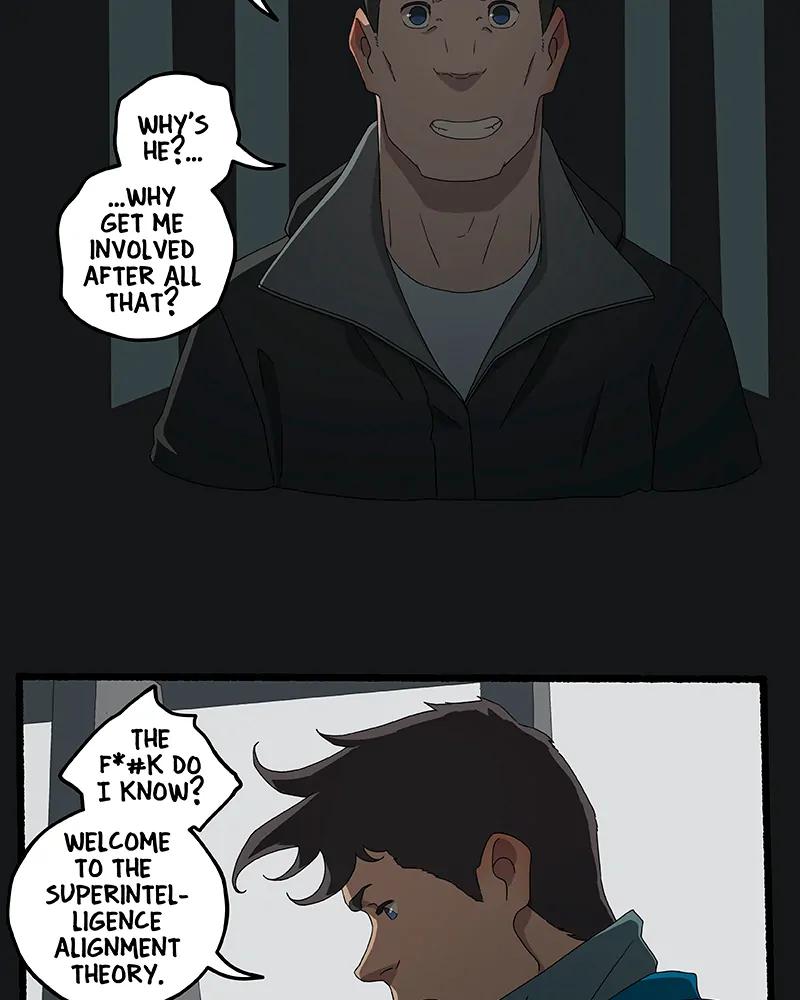 WHY'S
HE?...
...WHY
GET ME
INVOLVED
AFTER ALL
THAT?
THE
F*#K DO
I KNOW?
WELCOME
TO THE
SUPERINTEL-
LIGENCE
ALIGNMENT
THEORY.